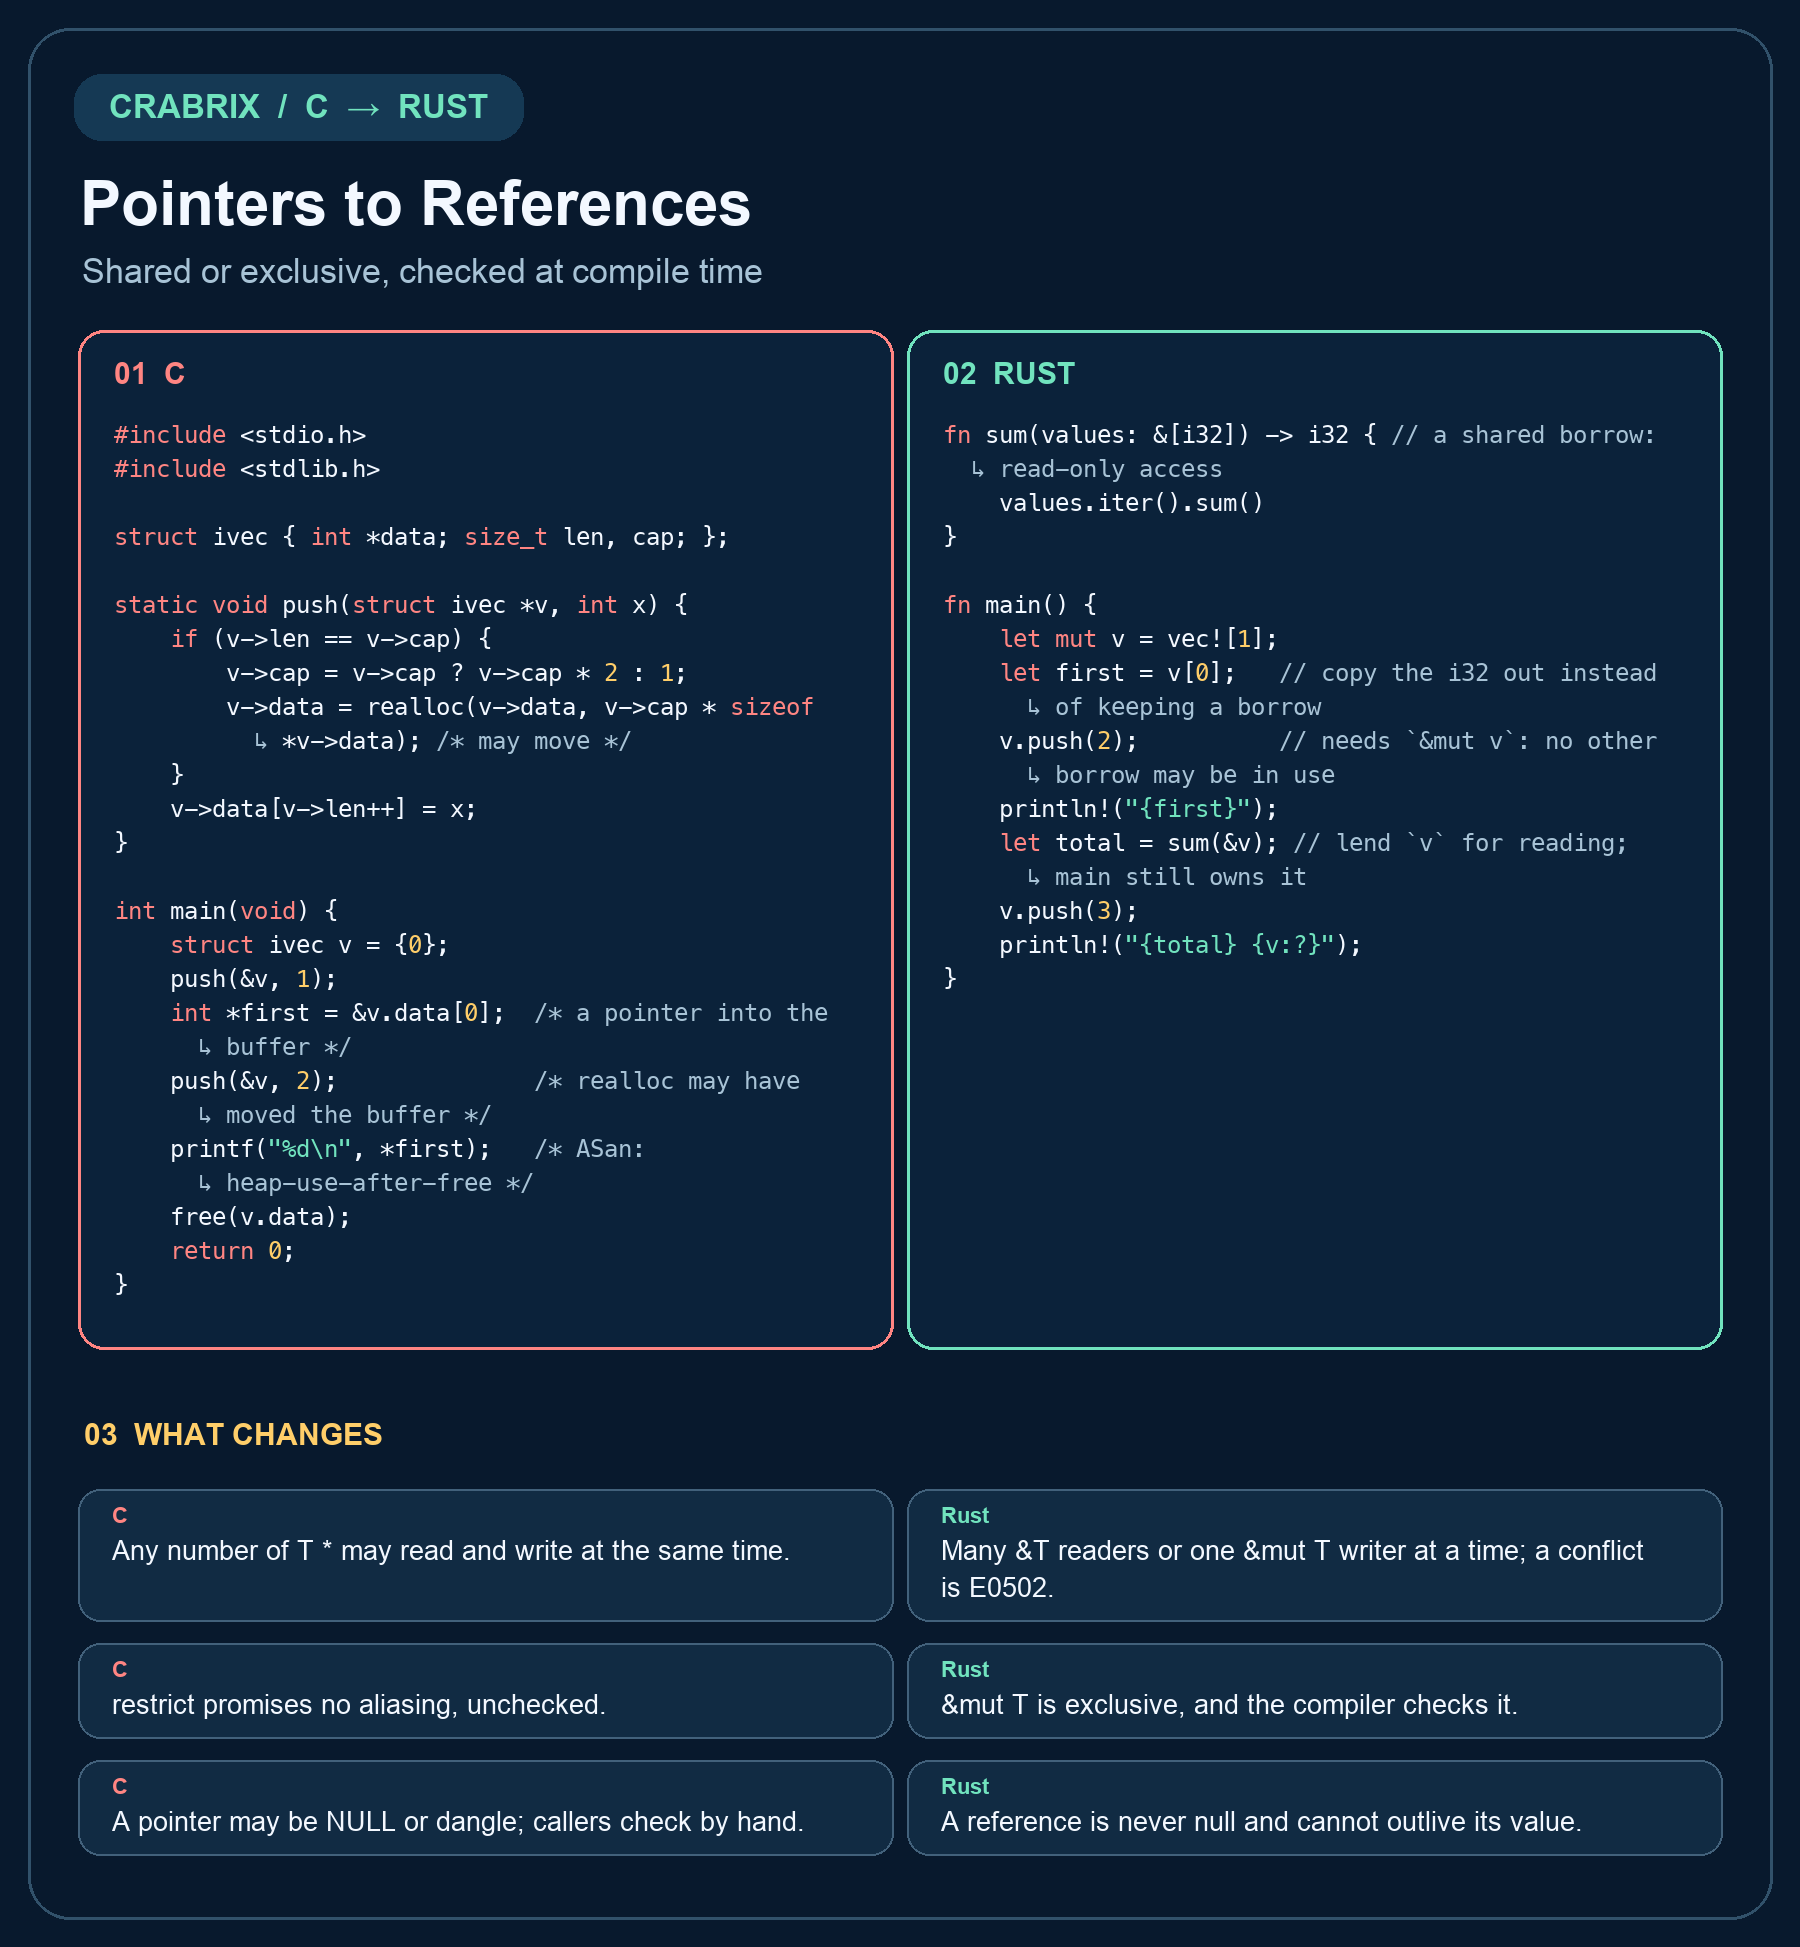 CRABRIX / C → RUST
Pointers to References
Shared or exclusive, checked at compile time
01 C
#include <stdio.h>
#include <stdlib.h>
struct ivec { int *data; size_t len, cap; };
static void push(struct ivec *v, int x) {
    if (v->len == v->cap) {
        v->cap = v->cap ? v->cap * 2 : 1;
        v->data = realloc(v->data, v->cap * sizeof
          ↳ *v->data); /* may move */
    }
    v->data[v->len++] = x;
}
int main(void) {
    struct ivec v = {0};
    push(&v, 1);
    int *first = &v.data[0];  /* a pointer into the
      ↳ buffer */
    push(&v, 2);              /* realloc may have
      ↳ moved the buffer */
    printf("%d\n", *first);   /* ASan:
      ↳ heap-use-after-free */
    free(v.data);
    return 0;
}
02 RUST
fn sum(values: &[i32]) -> i32 { // a shared borrow:
  ↳ read-only access
    values.iter().sum()
}
fn main() {
    let mut v = vec![1];
    let first = v[0];   // copy the i32 out instead
      ↳ of keeping a borrow
    v.push(2);          // needs `&mut v`: no other
      ↳ borrow may be in use
    println!("{first}");
    let total = sum(&v); // lend `v` for reading;
      ↳ main still owns it
    v.push(3);
    println!("{total} {v:?}");
}
03 WHAT CHANGES
C
Any number of T * may read and write at the same time.
Rust
Many &T readers or one &mut T writer at a time; a conflict
is E0502.
C
restrict promises no aliasing, unchecked.
Rust
&mut T is exclusive, and the compiler checks it.
C
A pointer may be NULL or dangle; callers check by hand.
Rust
A reference is never null and cannot outlive its value.